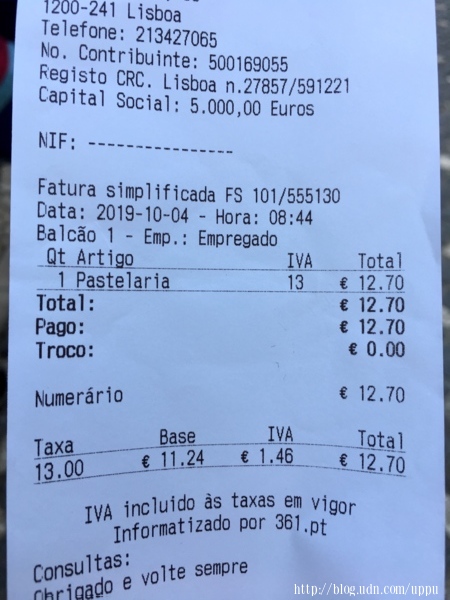 1200-241 Lisboa
Telefone: 213427065
No. Contribuinte: 500169055
Registo CRC. Lisboa n.27857/591221
Capital Social: 5.000,00 Euros
NIF: ----------------
Fatura simplificada FS 101/555130
Data: 2019-10-04 - Hora: 08:44
Balcão 1 - Emp.: Empregado
Qt Artigo IVA Total
1 Pastelaria 13 € 12.70
Total: € 12.70
Pago: € 12.70
Troco: € 0.00
Numerário € 12.70
Taxa Base IVA Total
13.00 € 11.24 € 1.46 € 12.70
IVA incluido às taxas em vigor
Informatizado por 361.pt
Consultas:
Obrigado e volte sempre
http://blog.udn.com/uppu